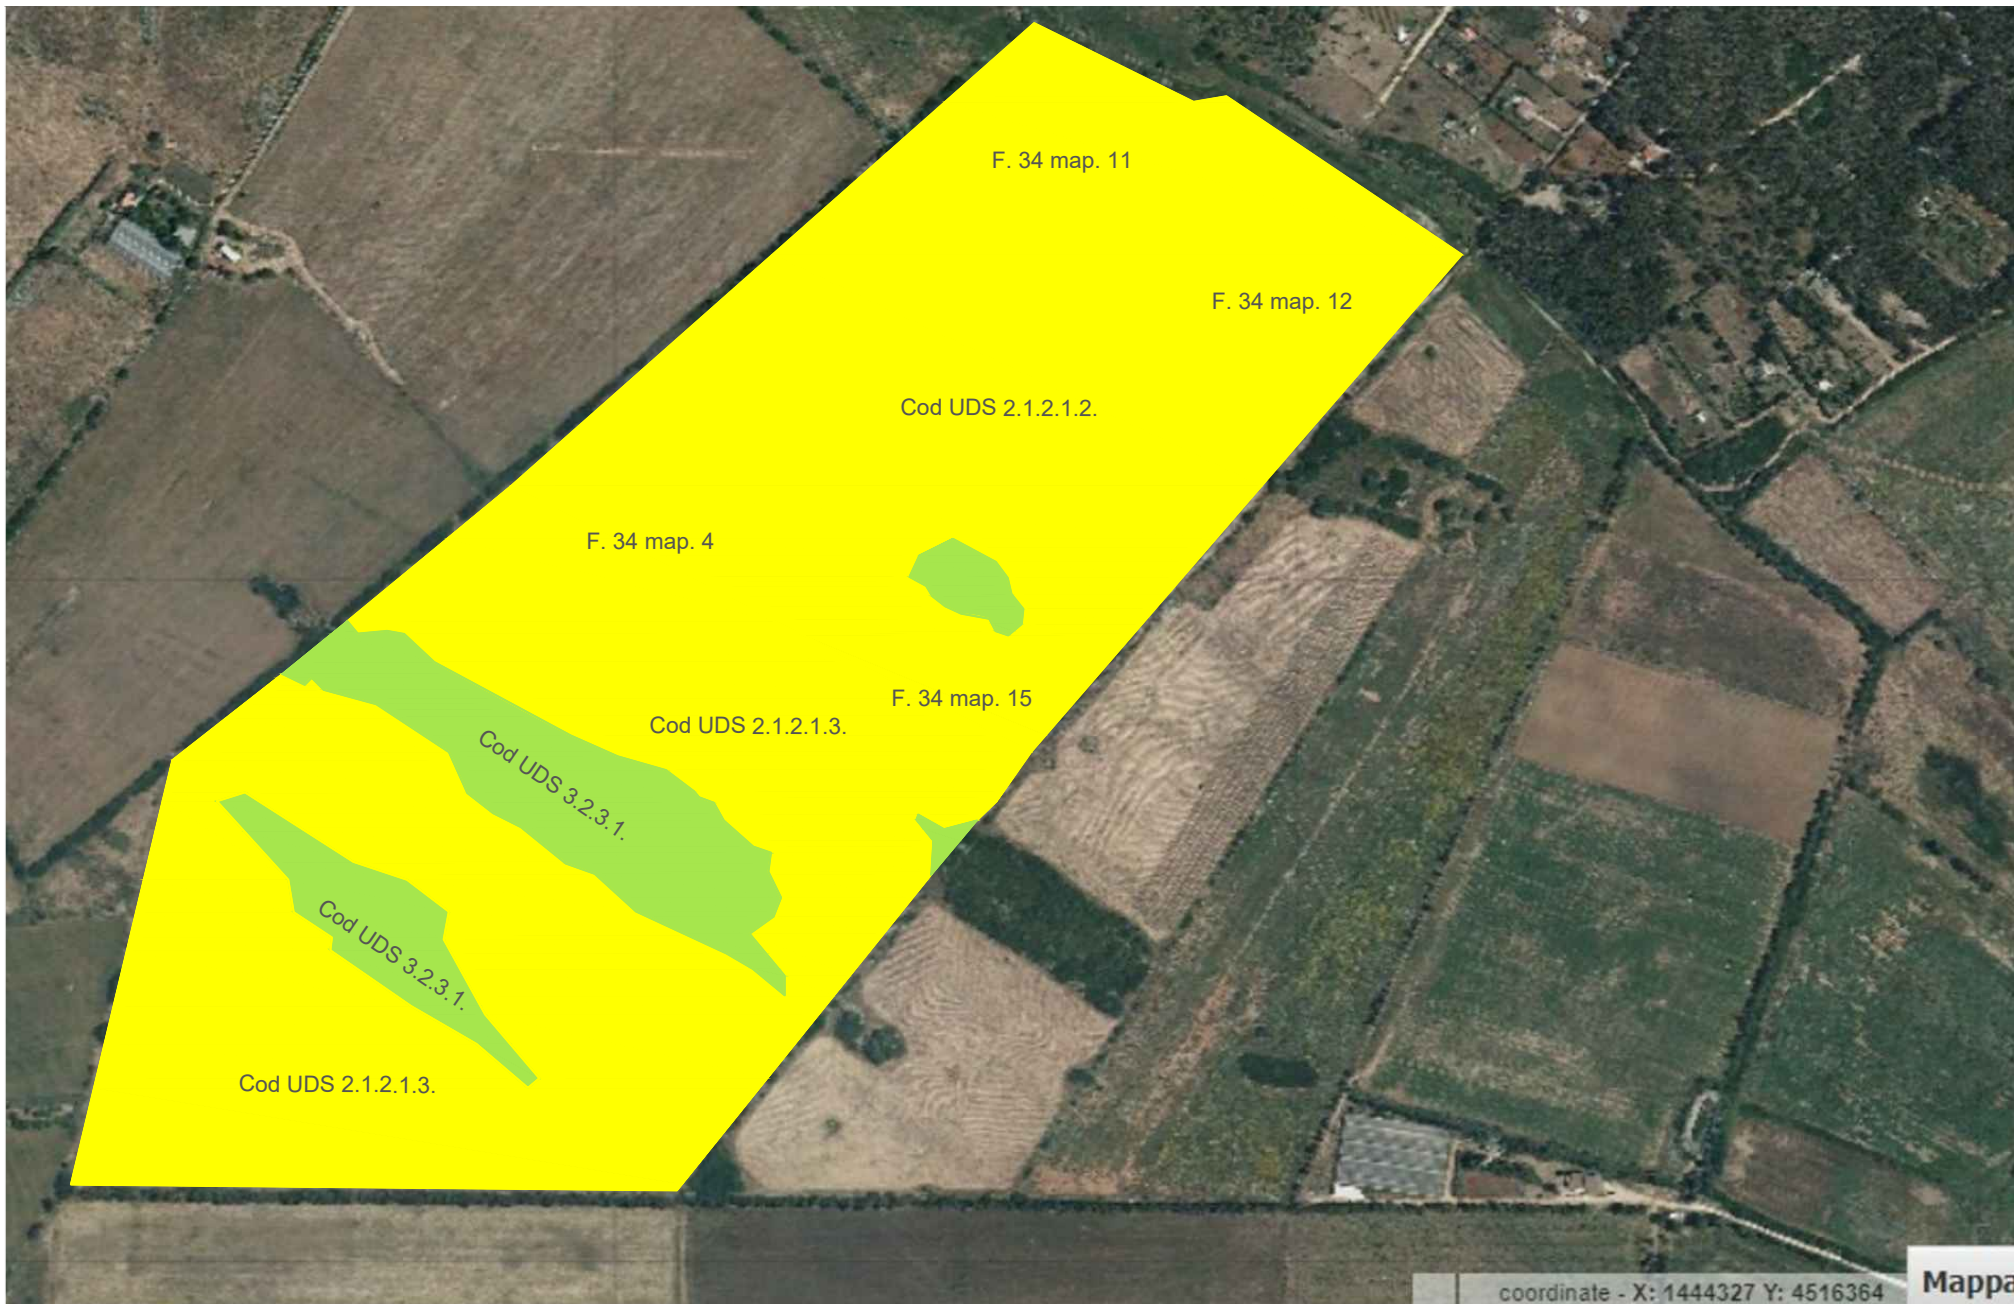 F. 34 map. 11
F. 34 map. 12
Cod UDS 2.1.2.1.2.
F. 34 map. 4
F. 34 map. 15
Cod UDS 2.1.2.1.3.
Cod UDS 3.2.3.1.
Cod UDS 3.2.3.1.
Cod UDS 2.1.2.1.3.
coordinate - X: 1444327 Y: 4516364
Mappa